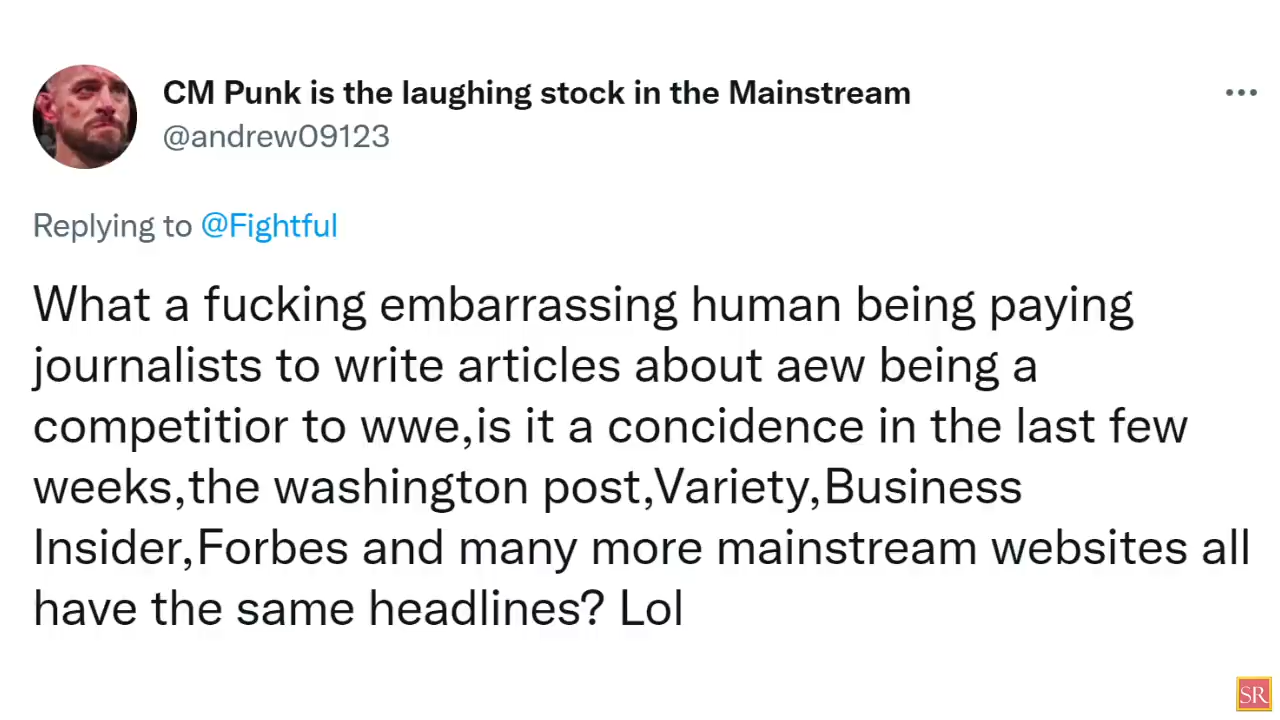 CM Punk is the laughing stock in the Mainstream
@andrew09123
Replying to @Fightful
What a fucking embarrassing human being paying
journalists to write articles about aew being a
competitior to wwe,is it a concidence in the last few
weeks,the washington post,Variety,Business
Insider,Forbes and many more mainstream websites all
have the same headlines? Lol
SR